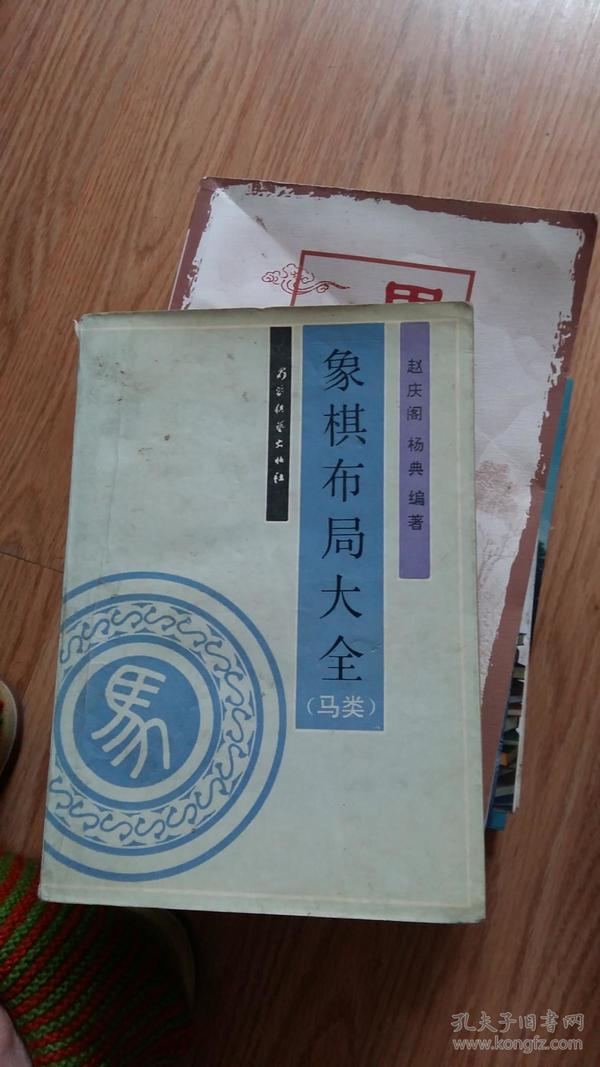 赵庆阁 杨典 编著
象棋布局大全
(马类)
蜀蓉棋艺出版社
馬
孔夫子旧书网
www.kongfz.com